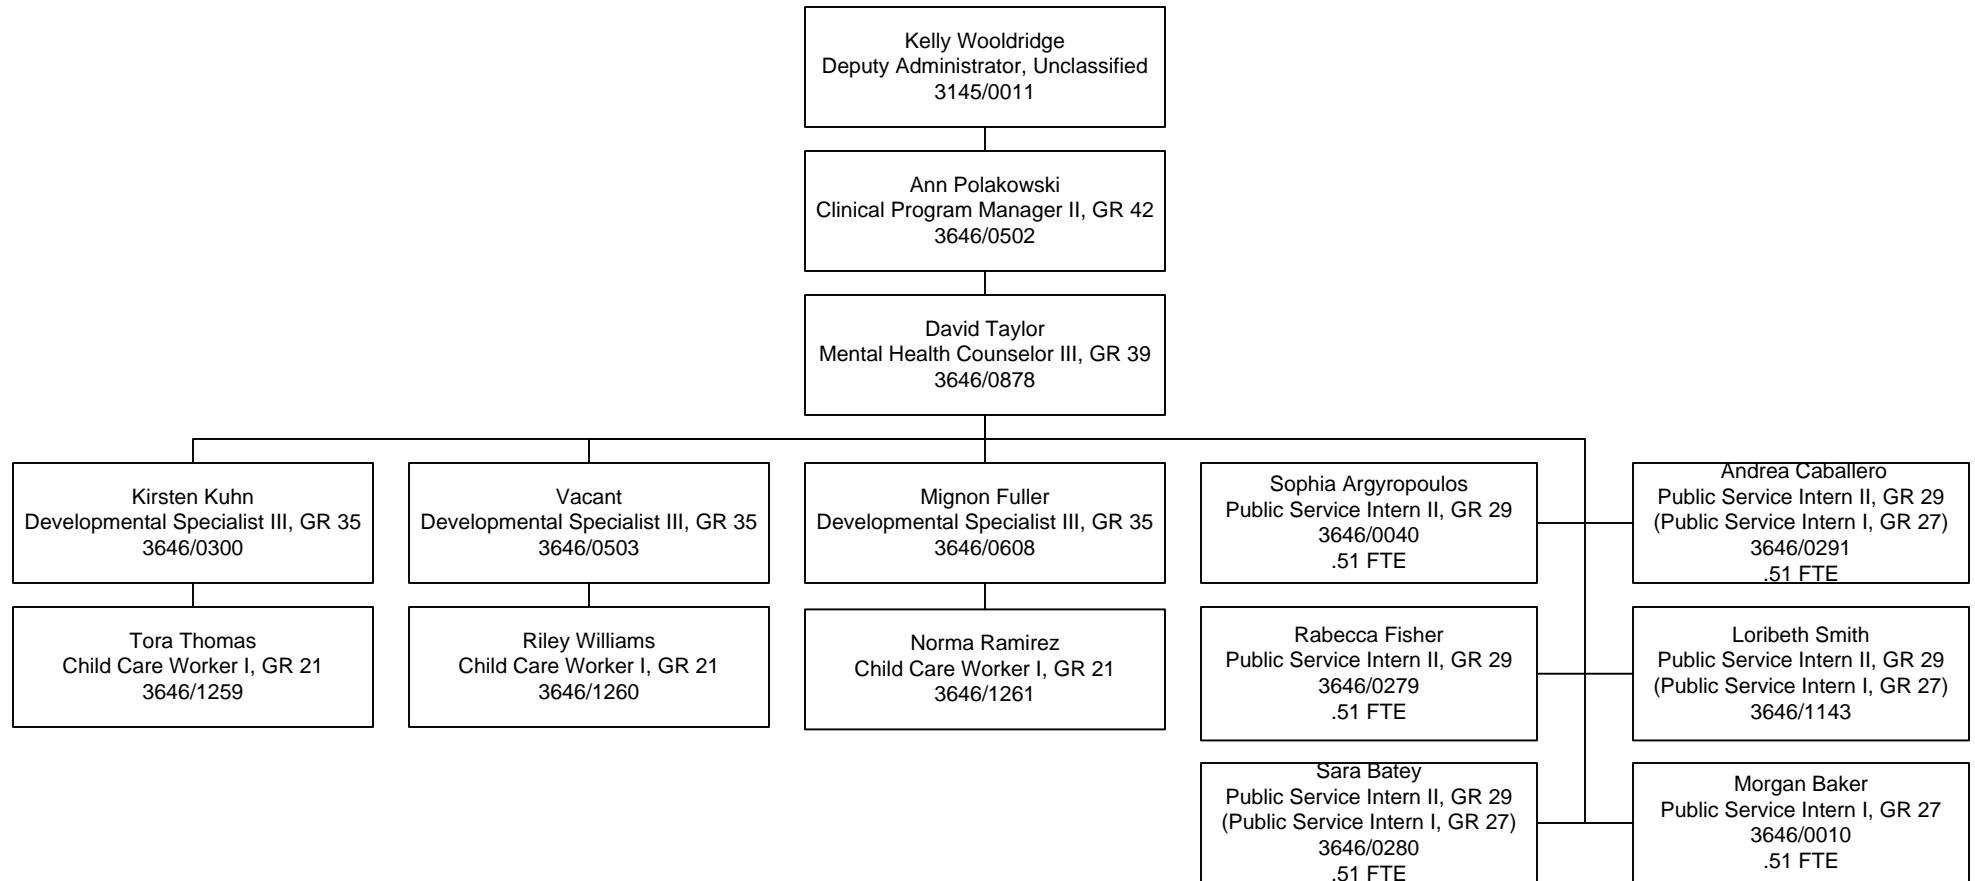 Kelly Wooldridge
Deputy Administrator, Unclassified
3145/0011
Ann Polakowski
Clinical Program Manager II, GR 42
3646/0502
David Taylor
Mental Health Counselor III, GR 39
3646/0878
Kirsten Kuhn
Developmental Specialist III, GR 35
3646/0300
Vacant
Developmental Specialist III, GR 35
3646/0503
Mignon Fuller
Developmental Specialist III, GR 35
3646/0608
Sophia Argyropoulos
Public Service Intern II, GR 29
3646/0040
.51 FTE
Andrea Caballero
Public Service Intern II, GR 29
(Public Service Intern I, GR 27)
3646/0291
.51 FTE
Tora Thomas
Child Care Worker I, GR 21
3646/1259
Riley Williams
Child Care Worker I, GR 21
3646/1260
Norma Ramirez
Child Care Worker I, GR 21
3646/1261
Rabecca Fisher
Public Service Intern II, GR 29
3646/0279
.51 FTE
Loribeth Smith
Public Service Intern II, GR 29
(Public Service Intern I, GR 27)
3646/1143
Sara Batey
Public Service Intern II, GR 29
(Public Service Intern I, GR 27)
3646/0280
.51 FTE
Morgan Baker
Public Service Intern I, GR 27
3646/0010
.51 FTE